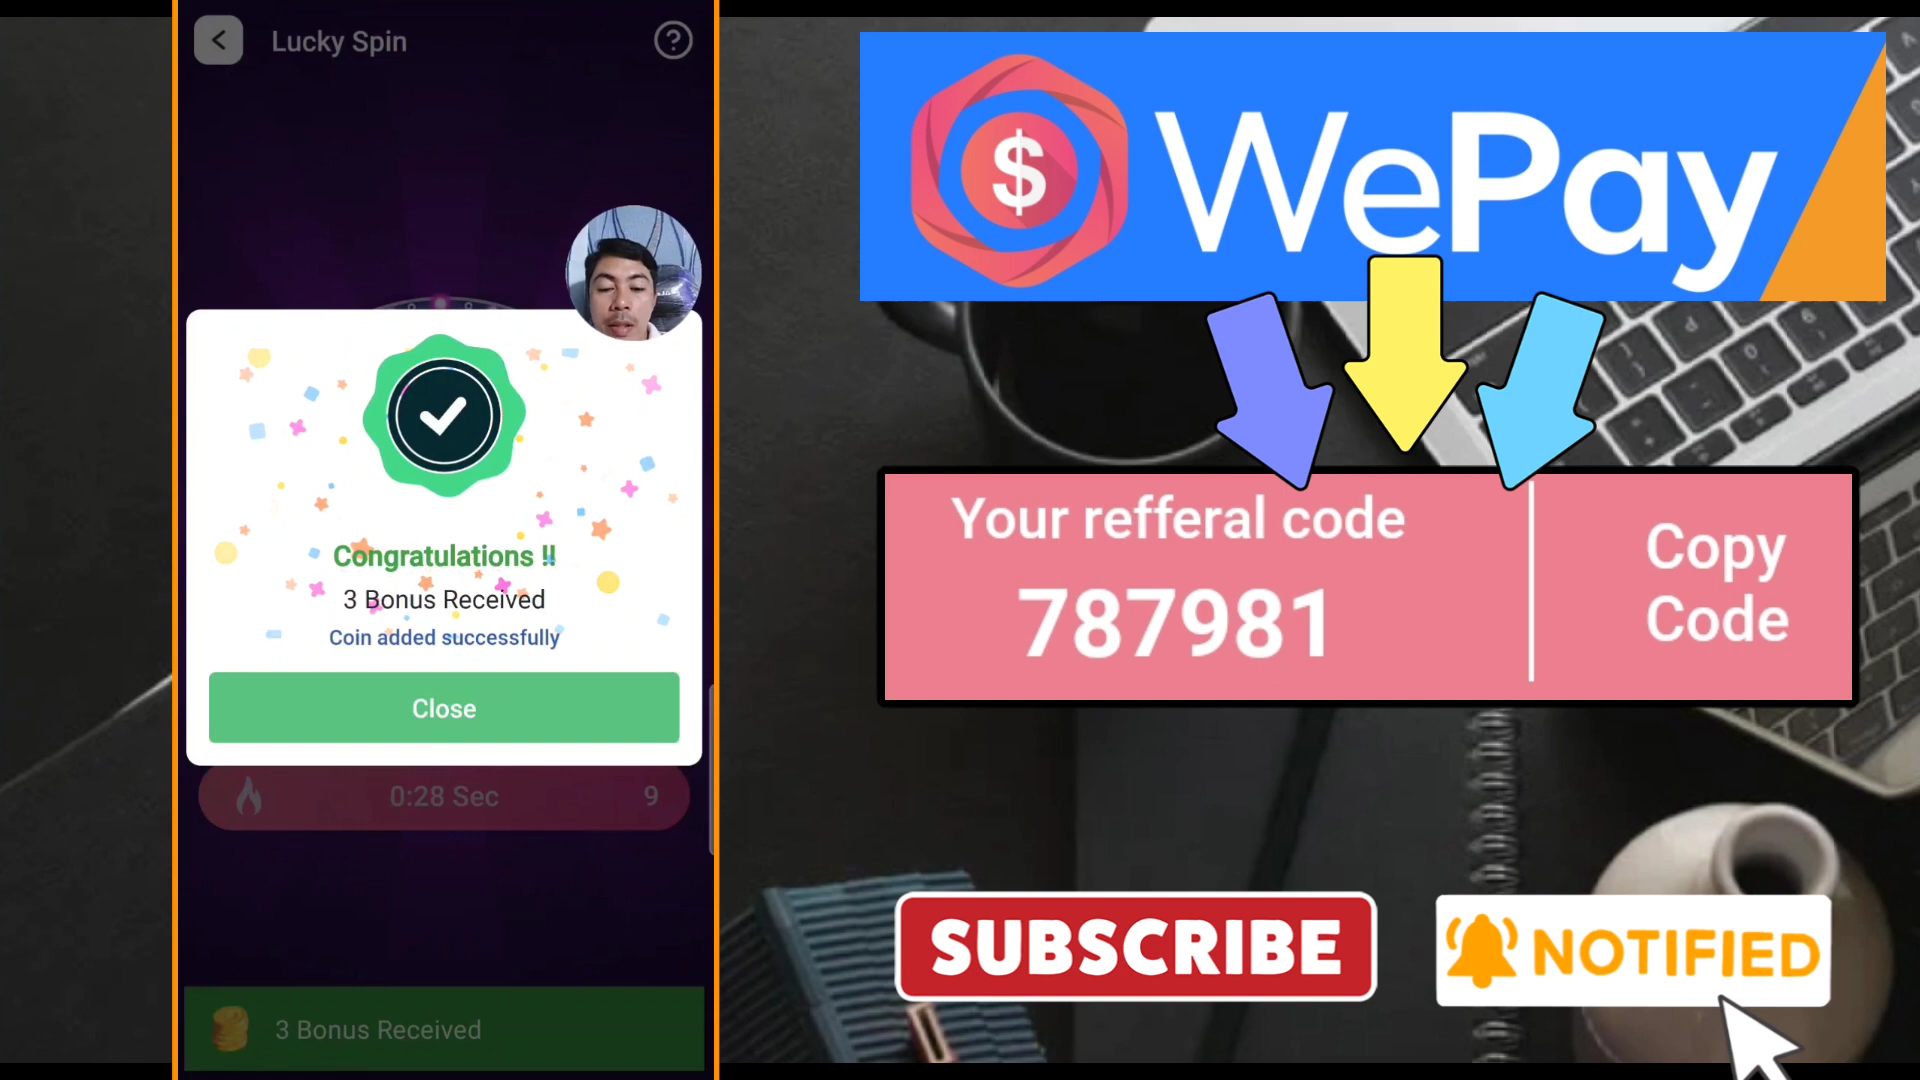 Lucky Spin
?
Congratulations !!
3 Bonus Received
Coin added successfully
Close
0:28 Sec 9
3 Bonus Received
$ WePay
Your refferal code
787981
Copy
Code
SUBSCRIBE
NOTIFIED